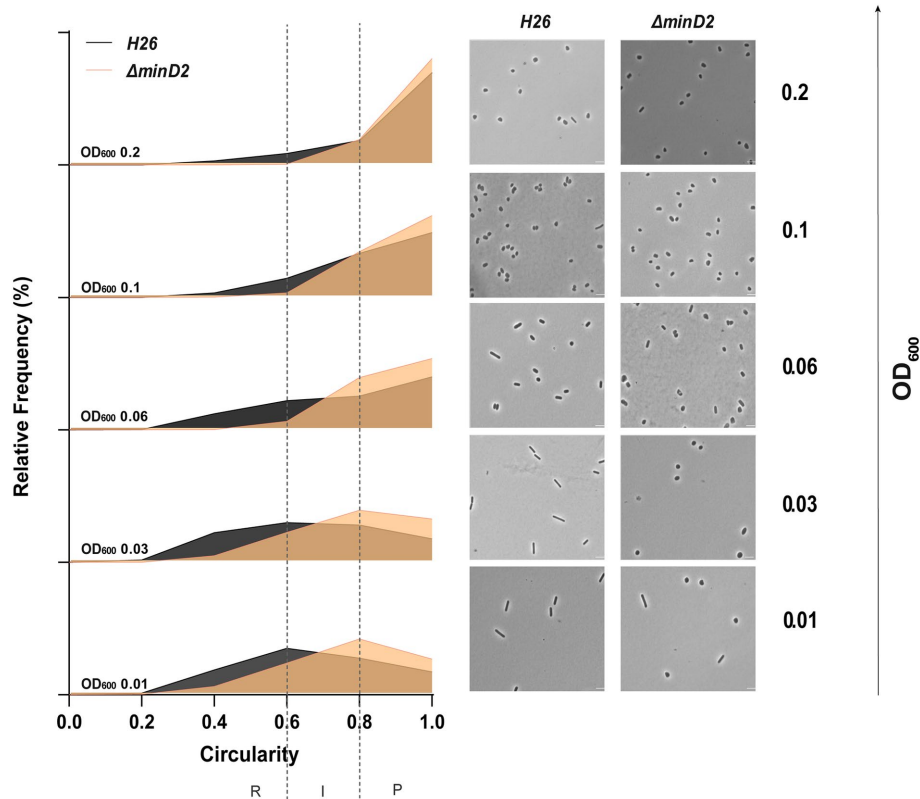 H26
ΔminD2
H26
ΔminD2
OD600 0.2
0.2
OD600 0.1
0.1
OD600 0.06
0.06
OD600 0.03
0.03
OD600 0.01
0.01
Relative Frequency (%)
OD600
0.0 0.2 0.4 0.6 0.8 1.0
Circularity
R I P